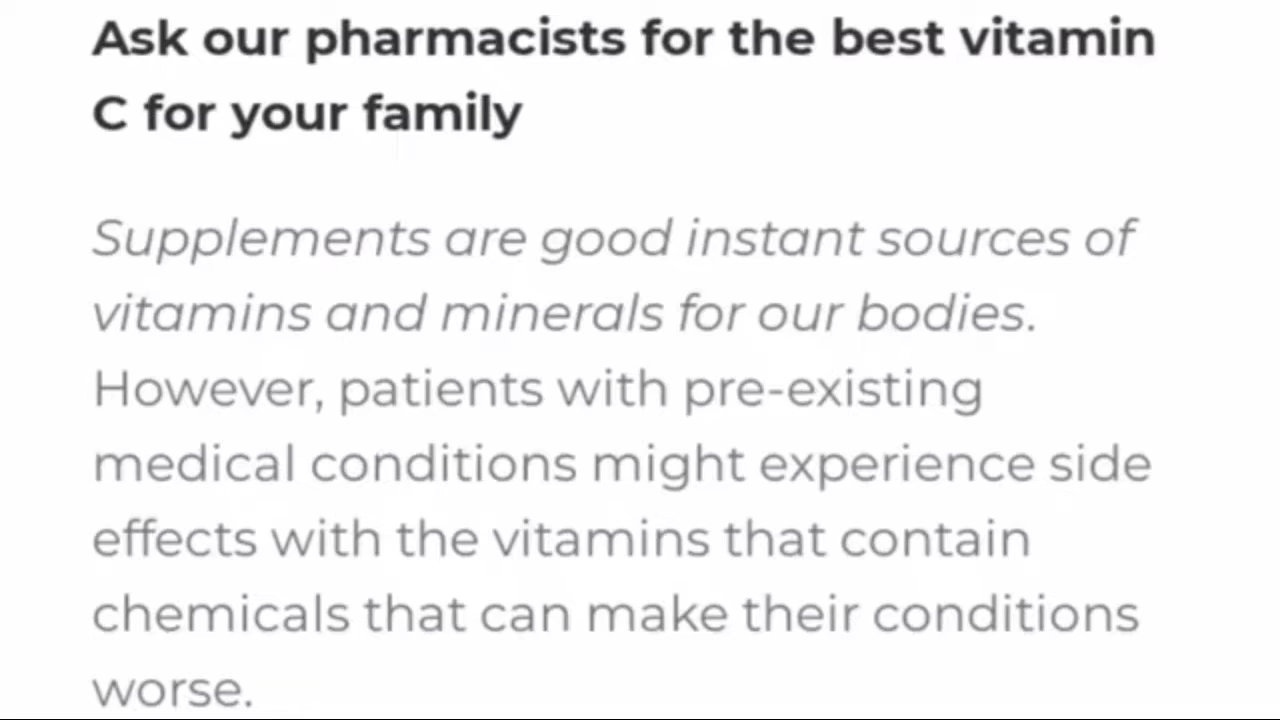 Ask our pharmacists for the best vitamin
C for your family
Supplements are good instant sources of
vitamins and minerals for our bodies.
However, patients with pre-existing
medical conditions might experience side
effects with the vitamins that contain
chemicals that can make their conditions
worse.